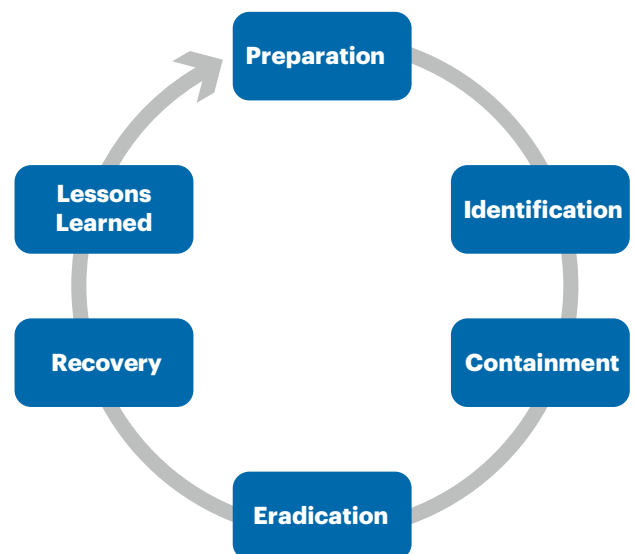 Preparation
Identification
Containment
Eradication
Recovery
Lessons
Learned